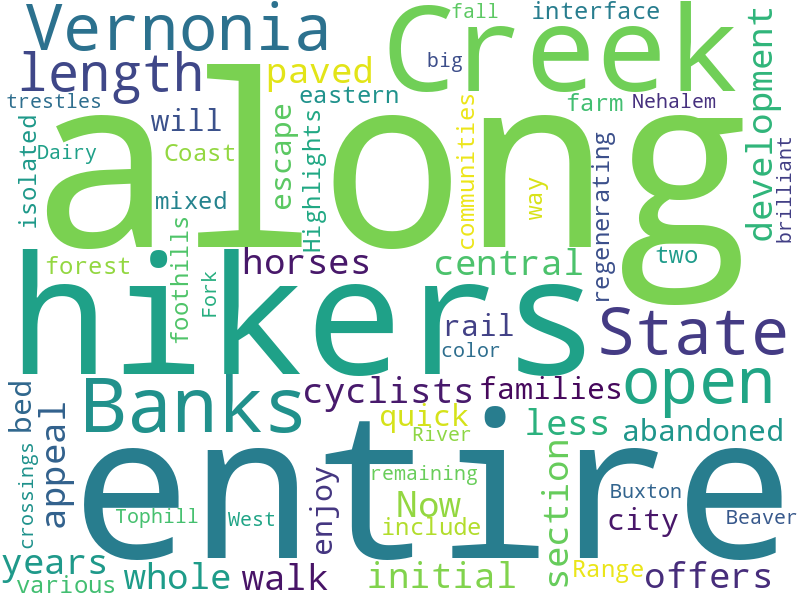 Vernonia
Creek
fall
interface
length
paved
big
trestles
eastern
farm
Nehalem
development
isolated
will
along
escape
Highlights
communities
way
regenerating
brilliant
Dairy
Coast
mixed
forest
foothills
Fork
horses
central
two
hikers
rail
color
State
bed
Banks
cyclists
families
open
appeal
quick
River
less
abandoned
crossings
entire
enjoy
remaining
section
Tophill
West
Now
include
Buxton
city
Beaver
years
various
whole
walk
initial
Range
offers